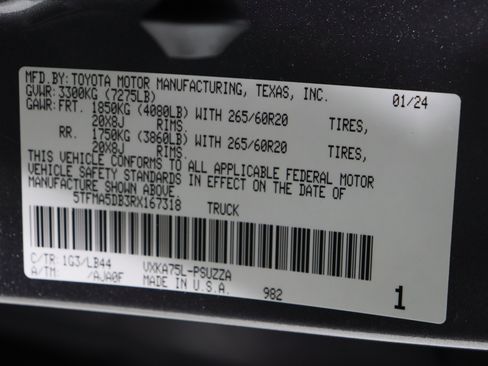 MFD. BY: TOYOTA MOTOR MANUFACTURING, TEXAS, INC. 01/24
GVWR: 3300KG (7275LB)
GAWR: FRT. 1850KG (4080LB) WITH 265/60R20 TIRES,
20X8J RIMS.
RR. 1750KG (3860LB) WITH 265/60R20 TIRES,
20X8J RIMS.
THIS VEHICLE CONFORMS TO ALL APPLICABLE FEDERAL MOTOR
VEHICLE SAFETY STANDARDS IN EFFECT ON THE DATE OF
MANUFACTURE SHOWN ABOVE.
5TFMA5DB3RX167318 TRUCK
C/TR: 1G3/LB44 UXKA75L-PSUZZA
A/TM: /AJA0F MADE IN U.S.A. 982 1